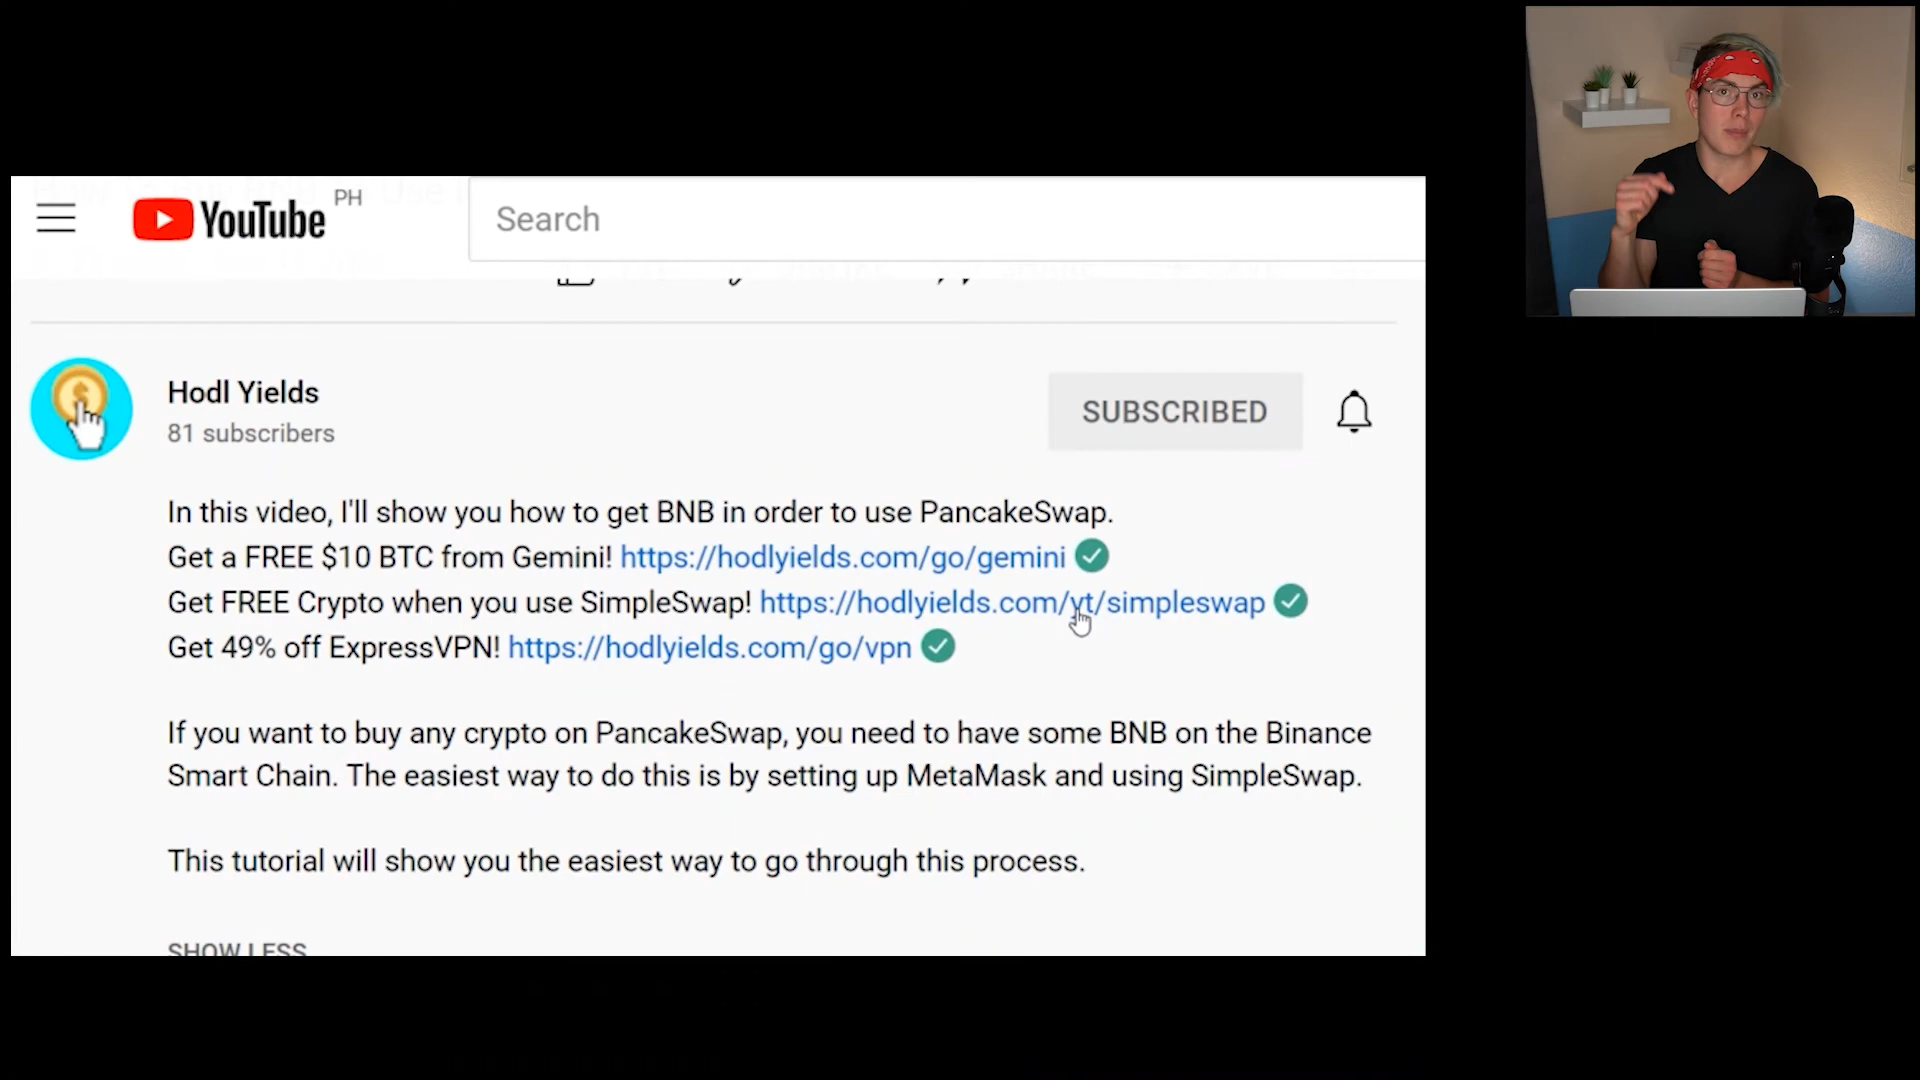 YouTube PH
Search
Hodl Yields
81 subscribers
SUBSCRIBED
In this video, I'll show you how to get BNB in order to use PancakeSwap.
Get a FREE $10 BTC from Gemini! https://hodlyields.com/go/gemini
Get FREE Crypto when you use SimpleSwap! https://hodlyields.com/yt/simpleswap
Get 49% off ExpressVPN! https://hodlyields.com/go/vpn
If you want to buy any crypto on PancakeSwap, you need to have some BNB on the Binance
Smart Chain. The easiest way to do this is by setting up MetaMask and using SimpleSwap.
This tutorial will show you the easiest way to go through this process.
SHOW LESS